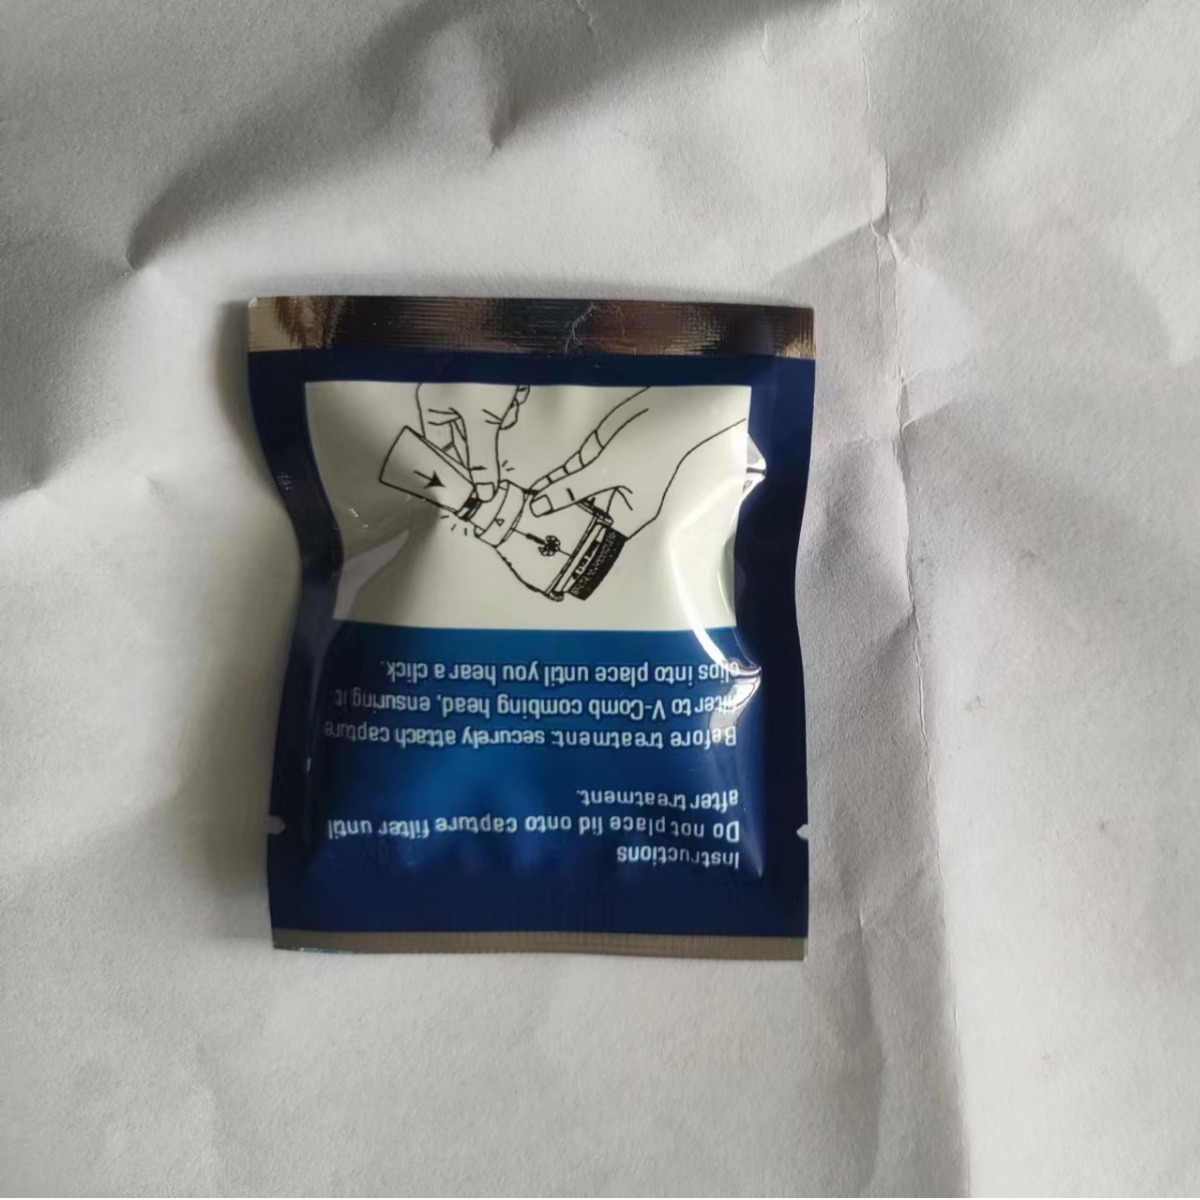 Instructions
Do not place lid onto capture filter until
after treatment.
Before treatment: securely attach capture
filter to V-Comb combing head, ensuring it
clips into place until you hear a click.